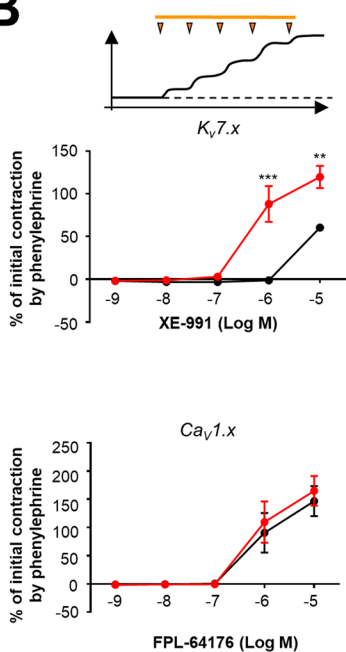 B
Kv7.x
% of initial contraction
by phenylephrine
150
100
50
0
-50
***
**
-9
-8
-7
-6
-5
XE-991 (Log M)
CaV1.x
% of initial contraction
by phenylephrine
250
200
150
100
50
0
-50
-9
-8
-7
-6
-5
FPL-64176 (Log M)